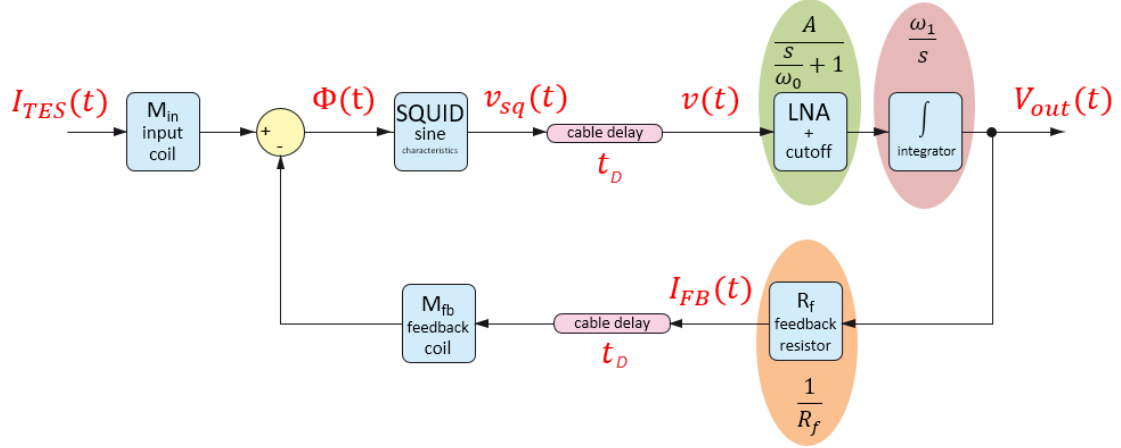 I_TES(t)
M_in
input
coil
+
-
Φ(t)
SQUID
sine
characteristics
v_sq(t)
cable delay
t_D
v(t)
A
s
ω_0
+ 1
LNA
+
cutoff
ω_1
s
∫
integrator
V_out(t)
M_fb
feedback
coil
cable delay
t_D
I_FB(t)
R_f
feedback
resistor
1
R_f